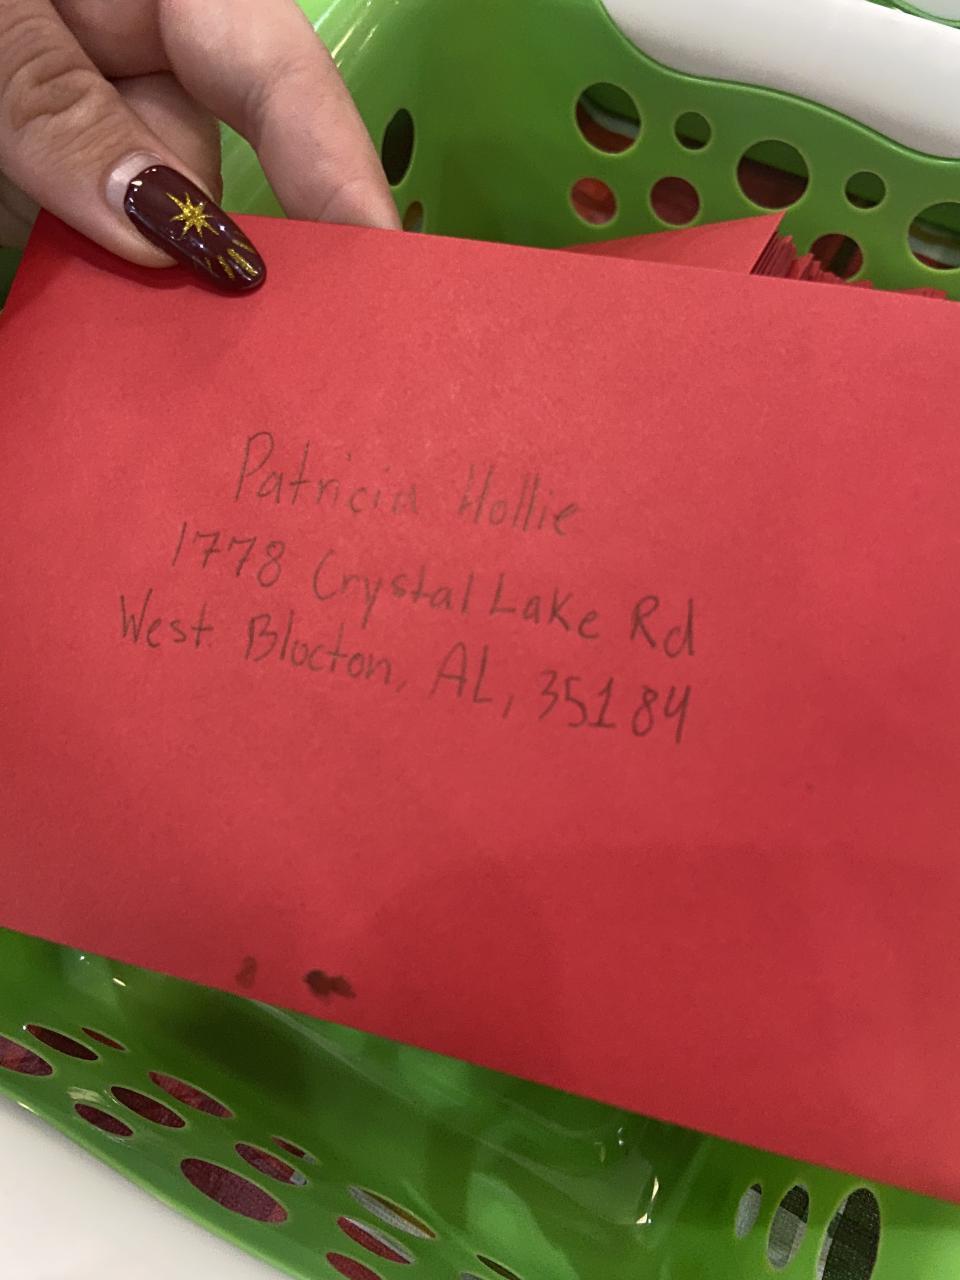 Patricia Hollie
1778 Crystal Lake Rd
West Blocton, AL, 35184